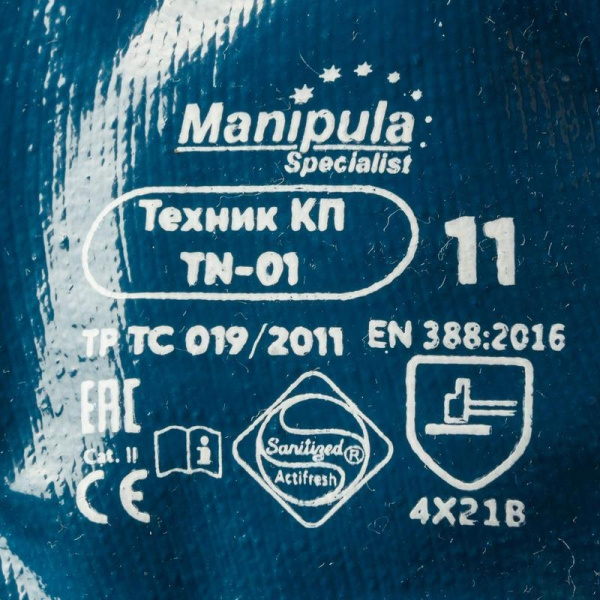 Manipula
Specialist
Техник КП
TN-01
11
ТР ТС 019/2011
EN 388:2016
EAC
Cat. II
i
Sanitized®
Actifresh
CE
4X21B